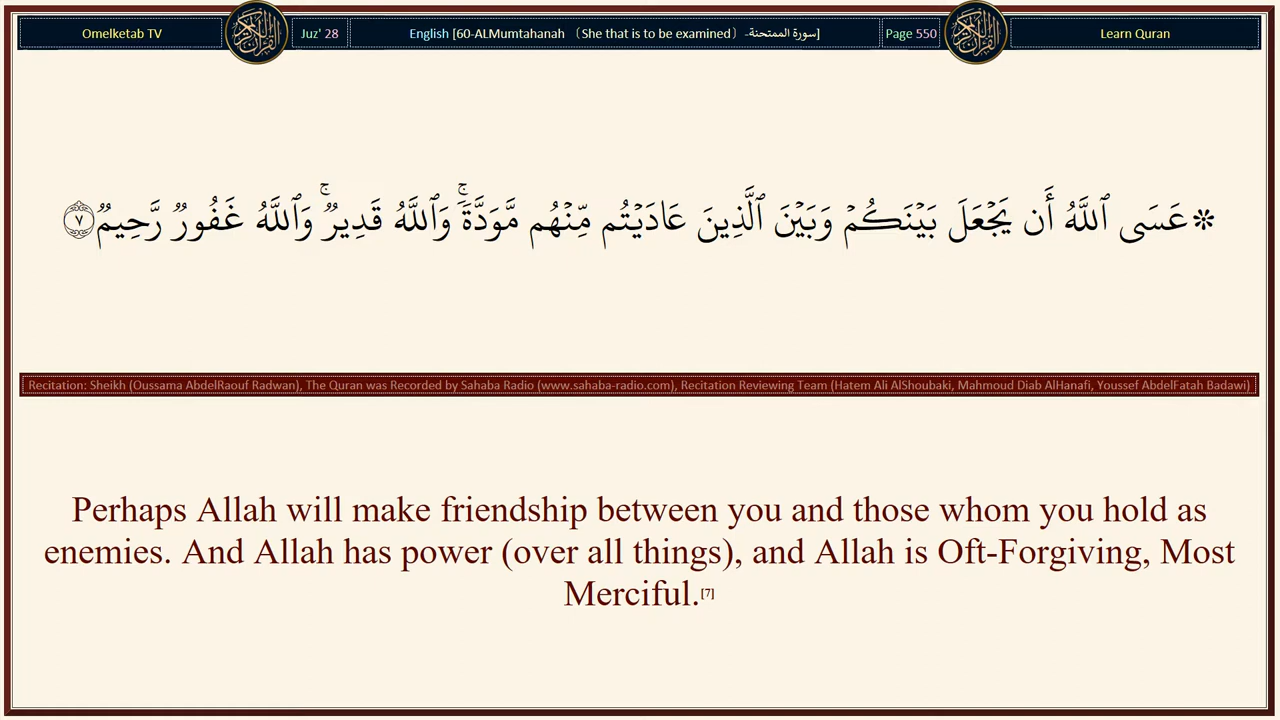 Omelketab TV
Juz' 28
English [60-ALMumtahanah 〔She that is to be examined〕 -سورة الممتحنة]
Page 550
Learn Quran
۞عَسَى ٱللَّهُ أَن يَجۡعَلَ بَيۡنَكُمۡ وَبَيۡنَ ٱلَّذِينَ عَادَيۡتُم مِّنۡهُم مَّوَدَّةٗۚ وَٱللَّهُ قَدِيرٞۚ وَٱللَّهُ غَفُورٞ رَّحِيمٞ ٧
Recitation: Sheikh (Oussama AbdelRaouf Radwan), The Quran was Recorded by Sahaba Radio (www.sahaba-radio.com), Recitation Reviewing Team (Hatem Ali AlShoubaki, Mahmoud Diab AlHanafi, Youssef AbdelFatah Badawi)
Perhaps Allah will make friendship between you and those whom you hold as
enemies. And Allah has power (over all things), and Allah is Oft-Forgiving, Most
Merciful.[7]